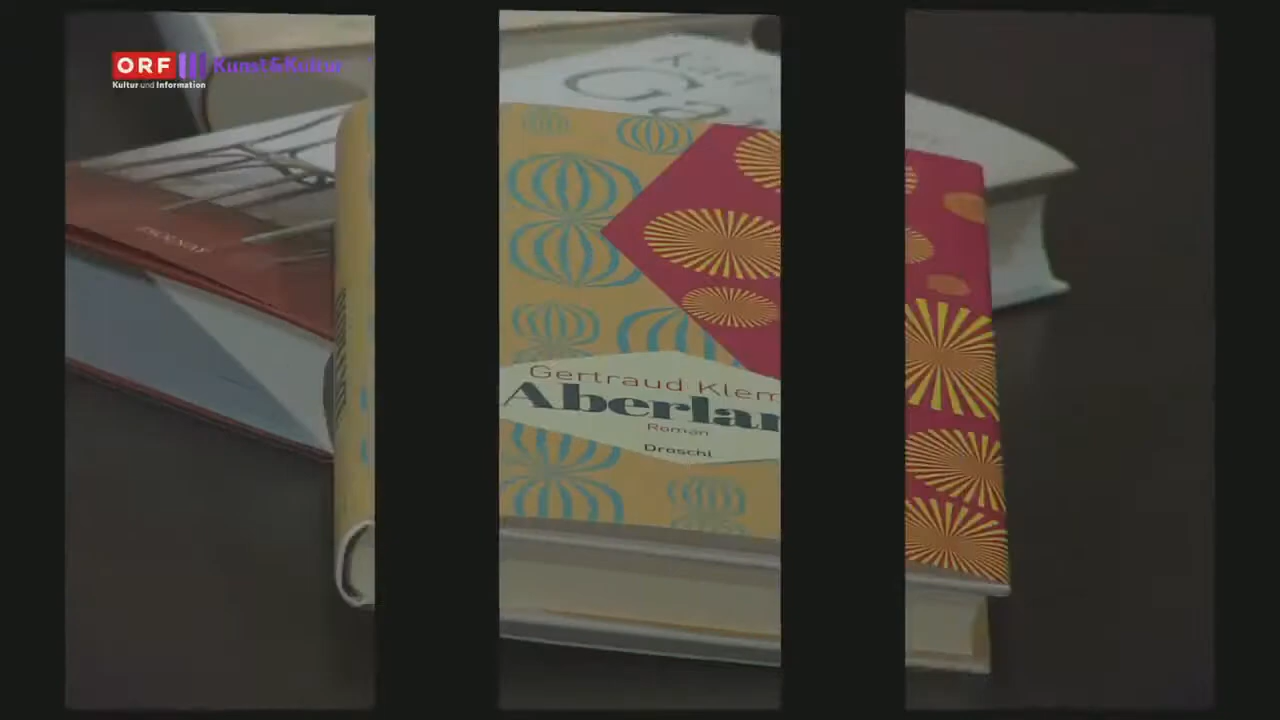 ORF Kunst&Kultur
Kultur und Information
Gertraud Klem
Aberlan
Roman
Droschl